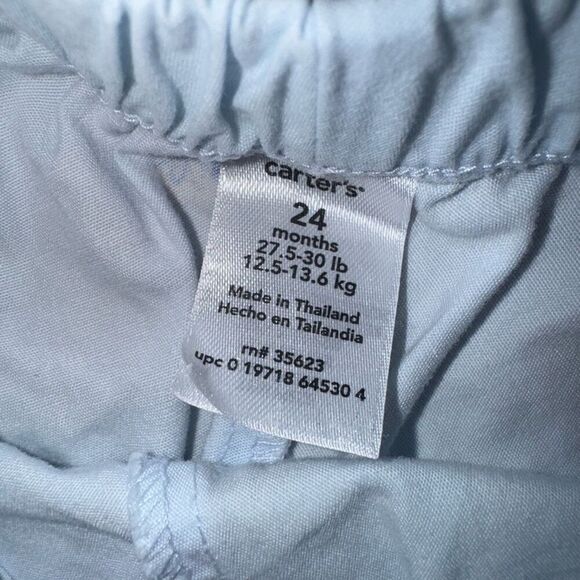 carter's
24
months
27.5-30 lb
12.5-13.6 kg
Made in Thailand
Hecho en Tailandia
rn# 35623
upc 0 19718 64530 4